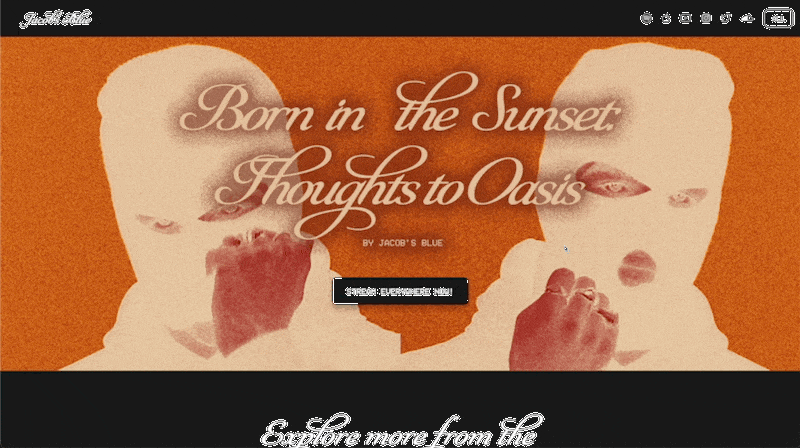 Jacob's Blue
Born in the Sunset:
Thoughts to Oasis
BY JACOB'S BLUE
STREAM EVERYWHERE NOW!
Explore more from the